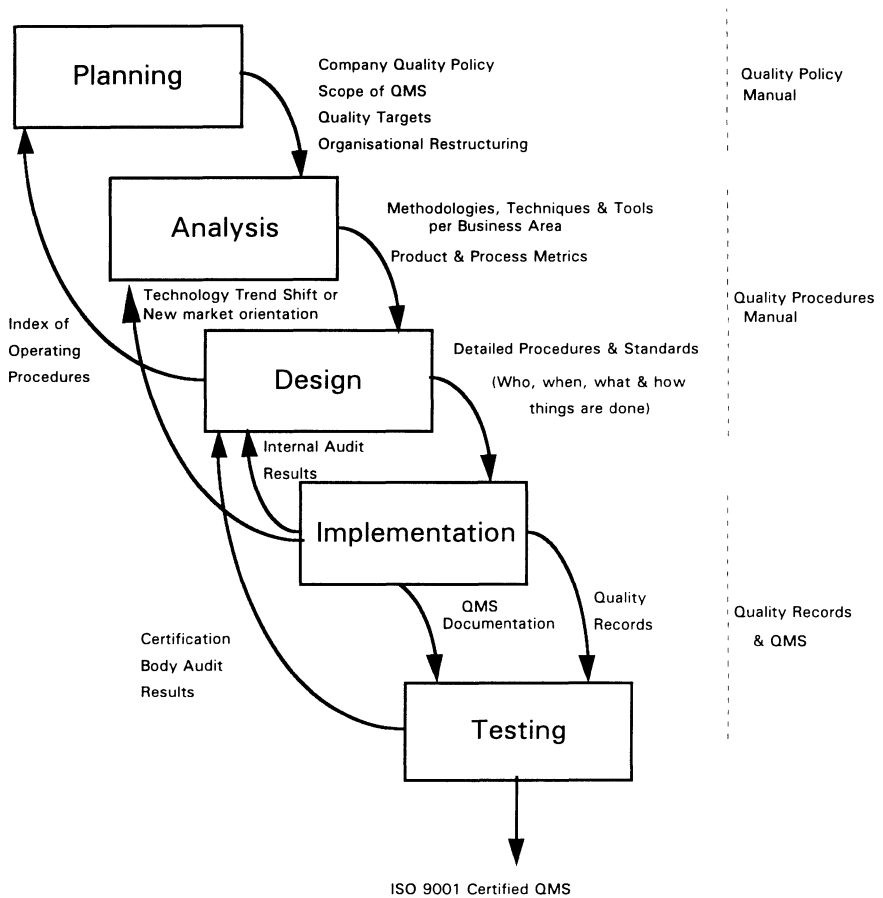 Planning
Company Quality Policy
Scope of QMS
Quality Targets
Organisational Restructuring
Quality Policy
Manual
Analysis
Methodologies, Techniques & Tools
per Business Area
Product & Process Metrics
Technology Trend Shift or
New market orientation
Quality Procedures
Manual
Index of
Operating
Procedures
Design
Detailed Procedures & Standards
(Who, when, what & how
things are done)
Internal Audit
Results
Implementation
QMS
Documentation
Quality
Records
Quality Records
& QMS
Certification
Body Audit
Results
Testing
ISO 9001 Certified QMS